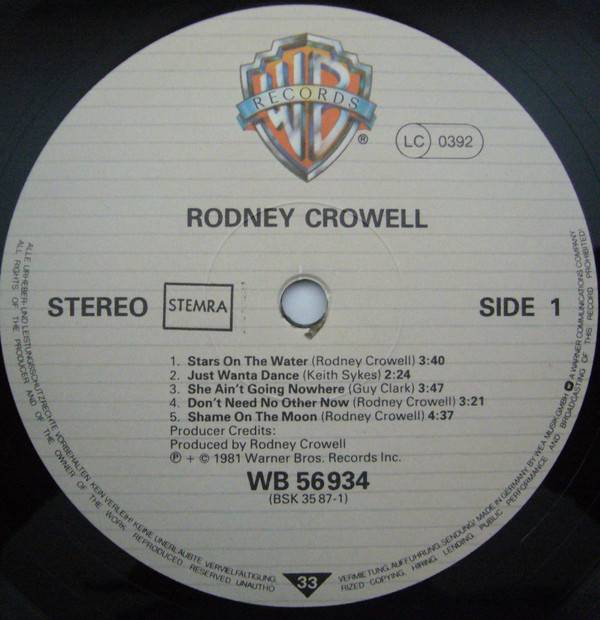 WB
RECORDS
®
LC 0392
RODNEY CROWELL
STEREO STEMRA SIDE 1
1. Stars On The Water (Rodney Crowell) 3:40
2. Just Wanta Dance (Keith Sykes) 2:24
3. She Ain't Going Nowhere (Guy Clark) 3:47
4. Don't Need No Other Now (Rodney Crowell) 3:21
5. Shame On The Moon (Rodney Crowell) 4:37
Producer Credits:
Produced by Rodney Crowell
℗ + © 1981 Warner Bros. Records Inc.
WB 56 934
(BSK 35 87-1)
33
ALLE URHEBER- UND LEISTUNGSSCHUTZRECHTE VORBEHALTEN. KEIN VERLEIH! KEINE UNERLAUBTE VERVIELFÄLTIGUNG, VERMIETUNG, AUFFÜHRUNG, SENDUNG! MADE IN GERMANY BY WEA MUSIK GMBH A WARNER COMMUNICATIONS COMPANY
ALL RIGHTS OF THE PRODUCER AND OF THE OWNER OF THE WORK REPRODUCED RESERVED UNAUTHORIZED COPYING, HIRING, LENDING, PUBLIC PERFORMANCE AND BROADCASTING OF THIS RECORD PROHIBITED!